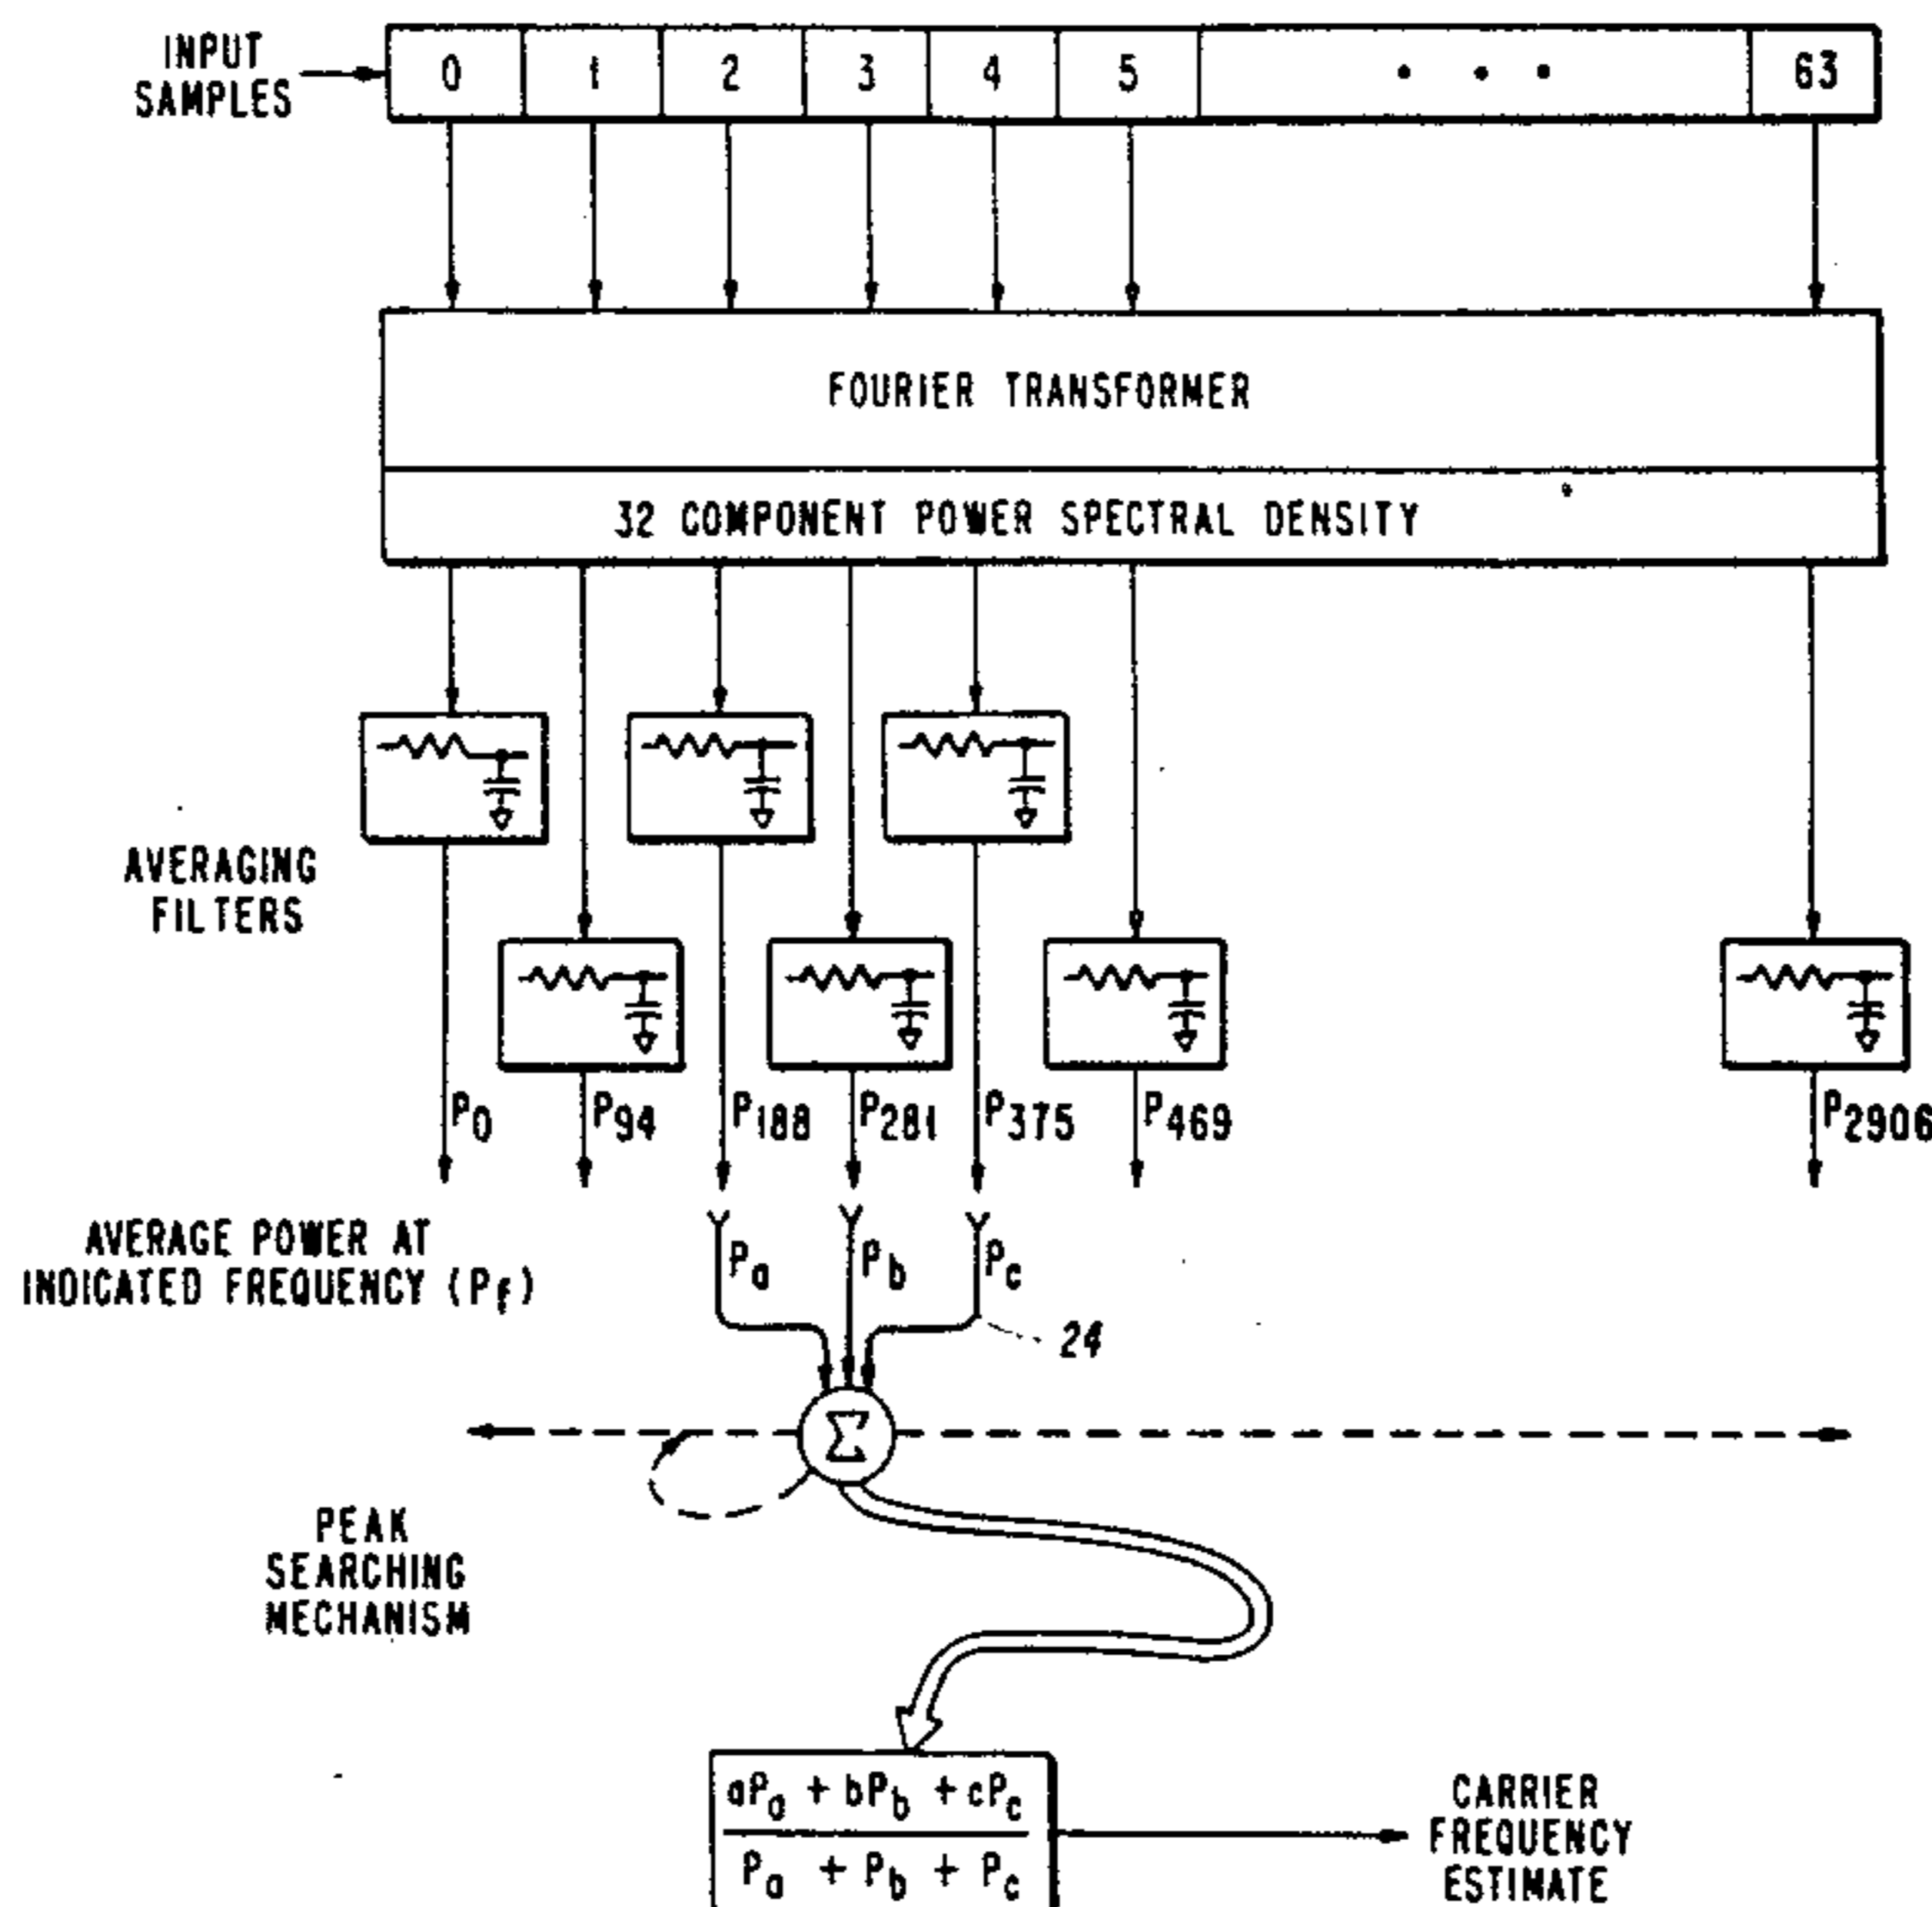 INPUT
SAMPLES
0 1 2 3 4 5 • • • 63
FOURIER TRANSFORMER
32 COMPONENT POWER SPECTRAL DENSITY
AVERAGING
FILTERS
P0 P94 P188 P281 P375 P469 P2906
AVERAGE POWER AT
INDICATED FREQUENCY (Pf)
Pa Pb Pc
24
Σ
PEAK
SEARCHING
MECHANISM
aPa + bPb + cPc
Pa + Pb + Pc
CARRIER
FREQUENCY
ESTIMATE